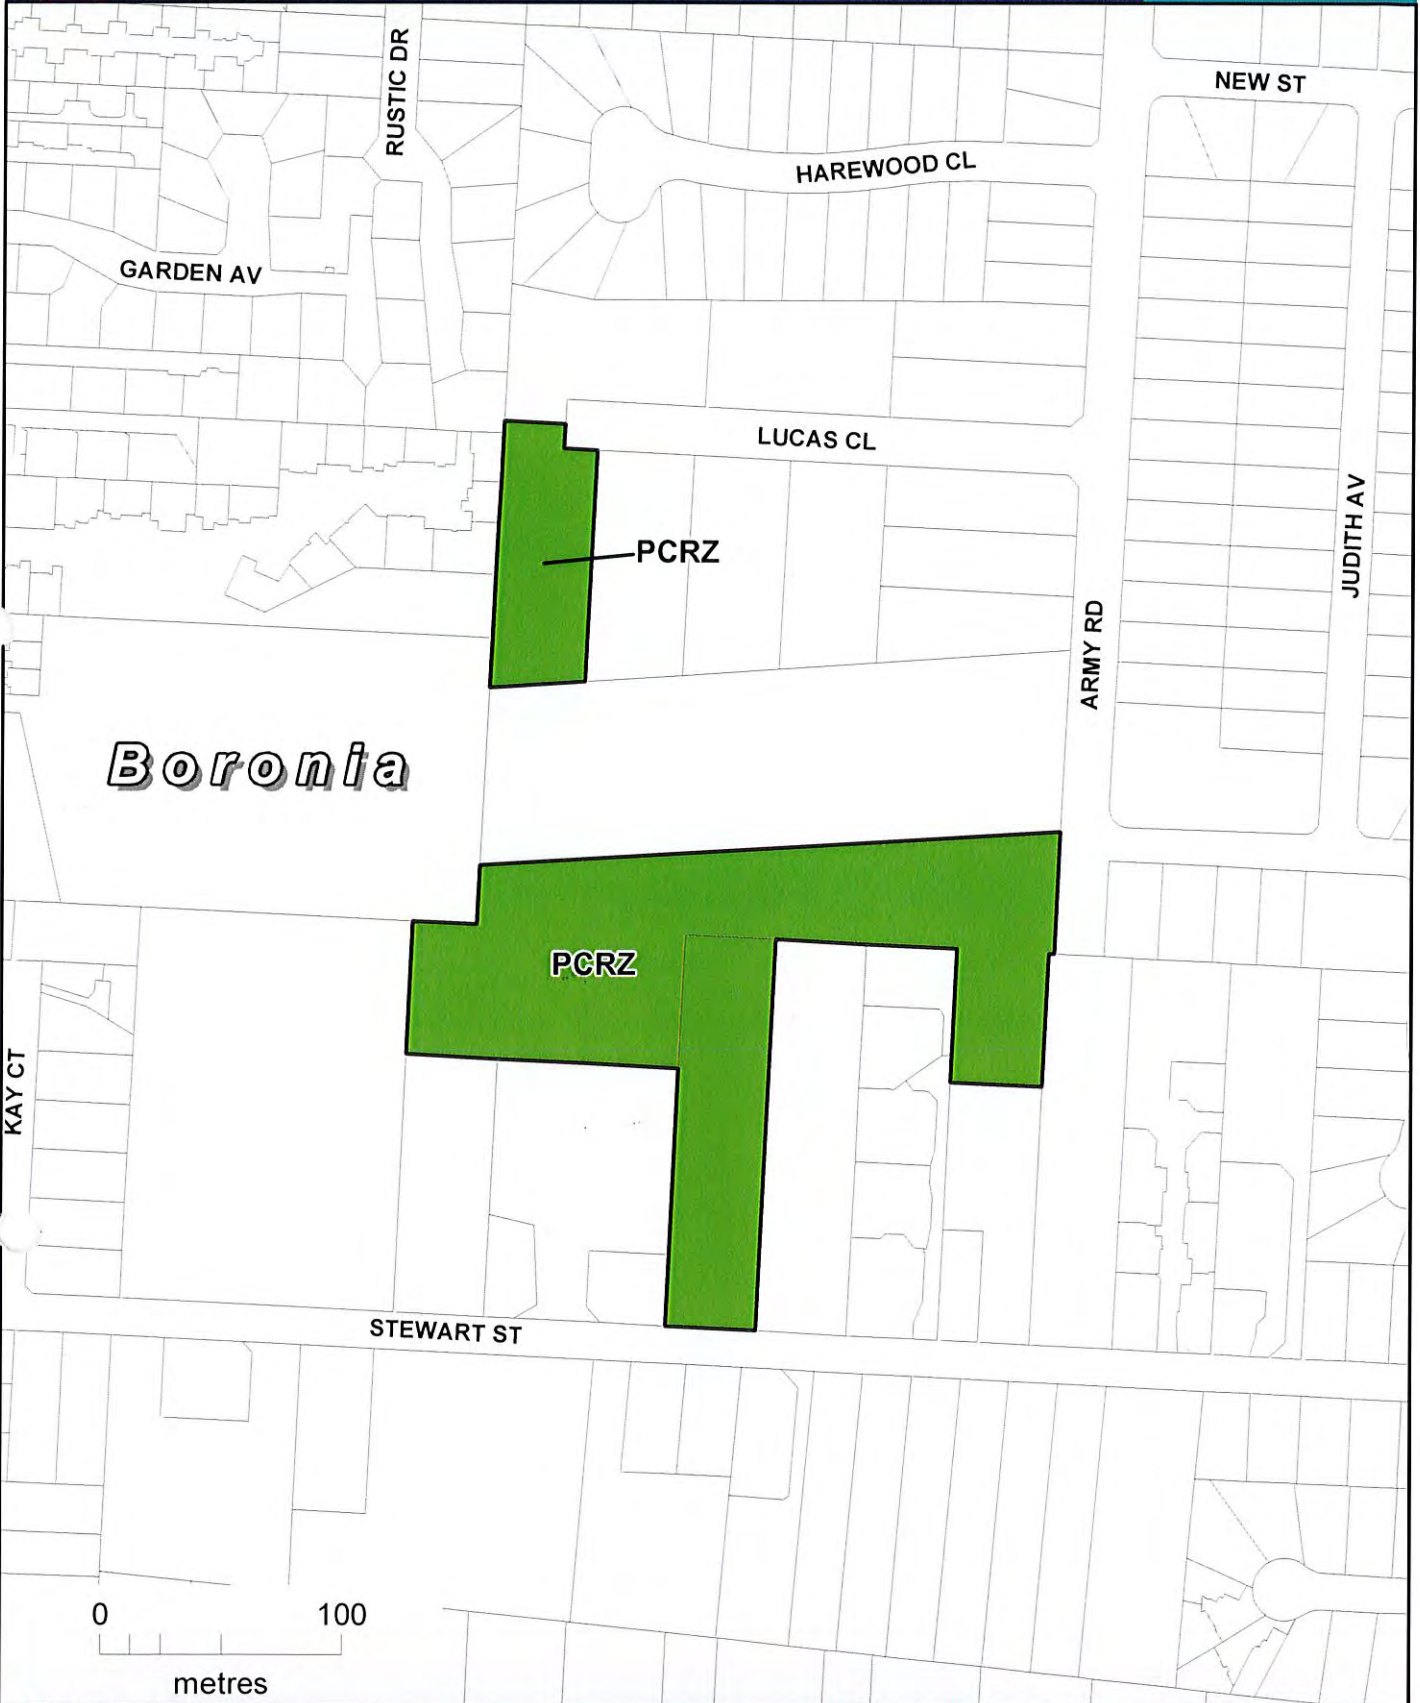 RUSTIC DR
NEW ST
HAREWOOD CL
GARDEN AV
LUCAS CL
JUDITH AV
PCRZ
ARMY RD
Boronia
PCRZ
KAY CT
STEWART ST
0 100
metres